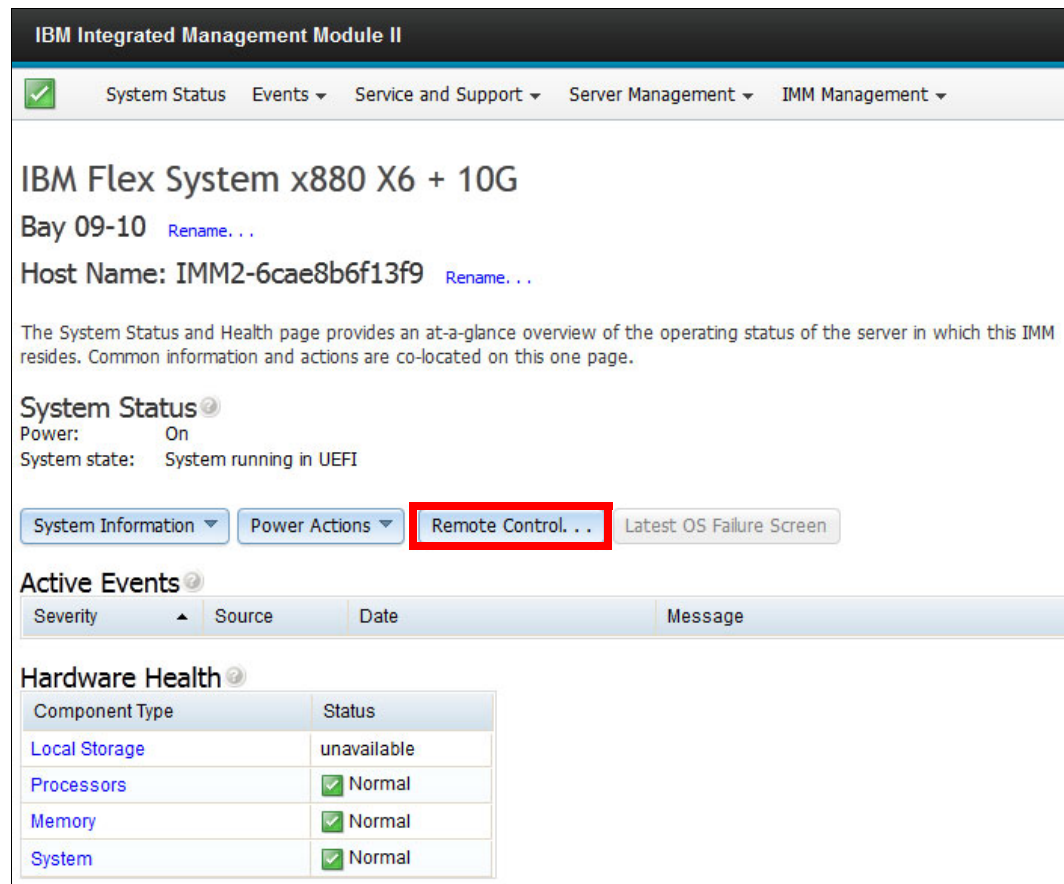 IBM Integrated Management Module II
System Status Events Service and Support Server Management IMM Management
IBM Flex System x880 X6 + 10G
Bay 09-10 Rename. . .
Host Name: IMM2-6cae8b6f13f9 Rename. . .
The System Status and Health page provides an at-a-glance overview of the operating status of the server in which this IMM
resides. Common information and actions are co-located on this one page.
System Status
Power: On
System state: System running in UEFI
System Information Power Actions Remote Control. . . Latest OS Failure Screen
Active Events
Severity Source Date Message
Hardware Health
Component Type Status
Local Storage unavailable
Processors Normal
Memory Normal
System Normal